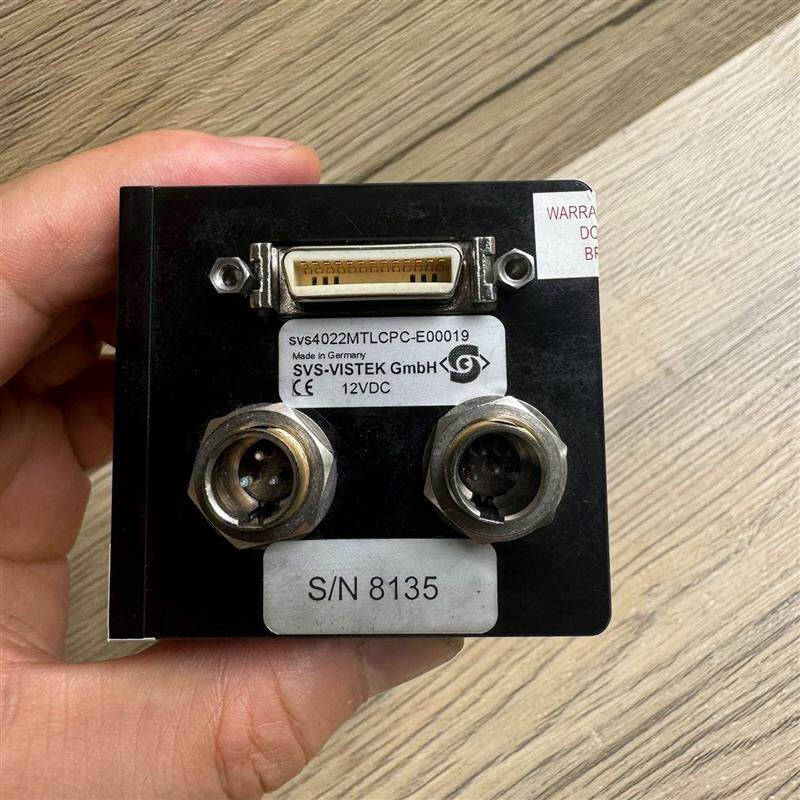 WARRA
DO
BR
svs4022MTLCPC-E00019
Made in Germany
SVS-VISTEK GmbH
CE 12VDC
S/N 8135